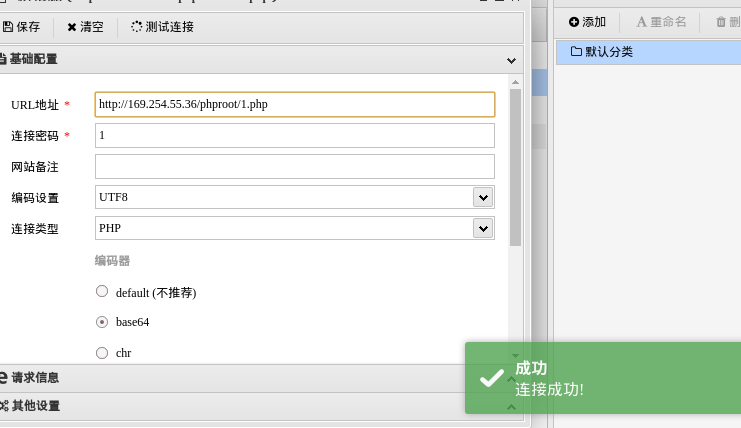 保存 清空 测试连接
添加 重命名
基础配置
默认分类
URL地址 * http://169.254.55.36/phproot/1.php
连接密码 * 1
网站备注
编码设置 UTF8
连接类型 PHP
编码器
default (不推荐)
base64
chr
成功
连接成功!
请求信息
其他设置